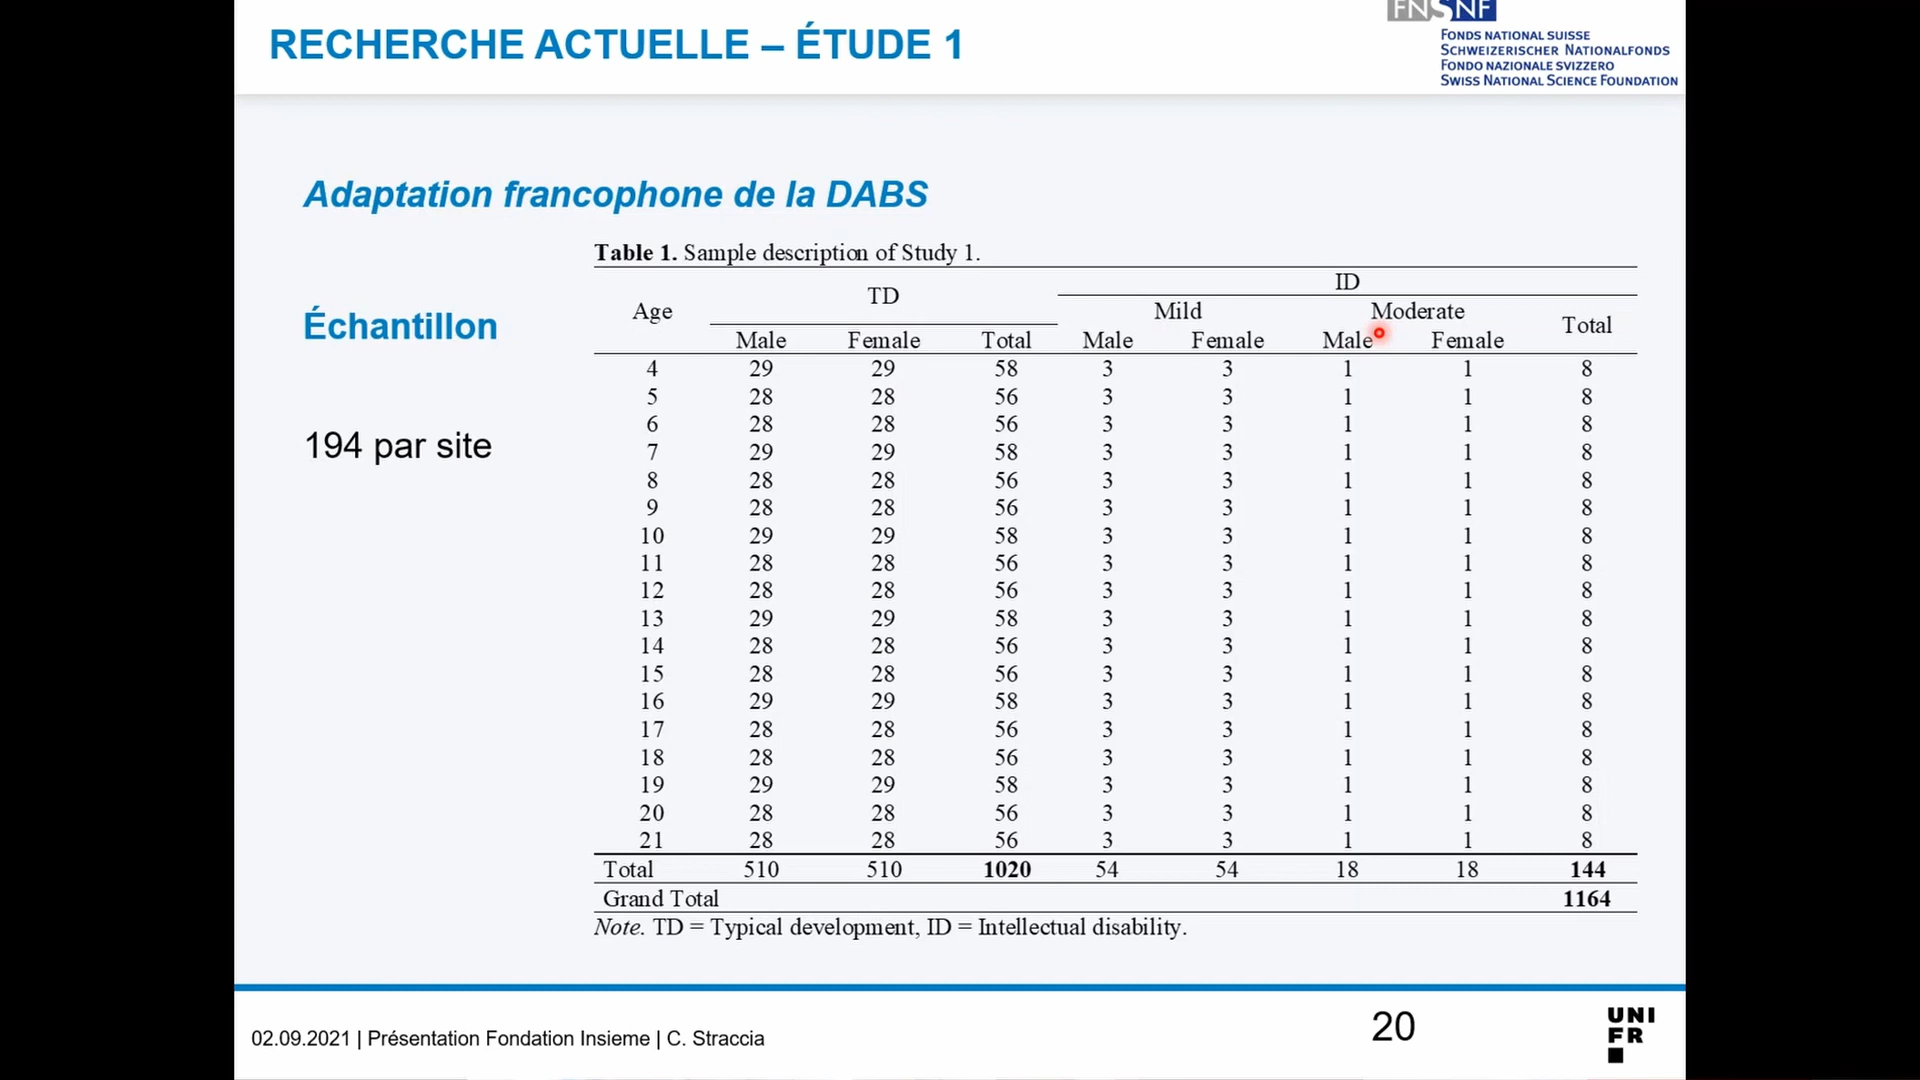 RECHERCHE ACTUELLE – ÉTUDE 1
FNSNF
FONDS NATIONAL SUISSE
SCHWEIZERISCHER NATIONALFONDS
FONDO NAZIONALE SVIZZERO
SWISS NATIONAL SCIENCE FOUNDATION
Adaptation francophone de la DABS
Échantillon
194 par site
Table 1. Sample description of Study 1.
Age TD ID
Mild Moderate Total
Male Female Total Male Female Male Female
4 29 29 58 3 3 1 1 8
5 28 28 56 3 3 1 1 8
6 28 28 56 3 3 1 1 8
7 29 29 58 3 3 1 1 8
8 28 28 56 3 3 1 1 8
9 28 28 56 3 3 1 1 8
10 29 29 58 3 3 1 1 8
11 28 28 56 3 3 1 1 8
12 28 28 56 3 3 1 1 8
13 29 29 58 3 3 1 1 8
14 28 28 56 3 3 1 1 8
15 28 28 56 3 3 1 1 8
16 29 29 58 3 3 1 1 8
17 28 28 56 3 3 1 1 8
18 28 28 56 3 3 1 1 8
19 29 29 58 3 3 1 1 8
20 28 28 56 3 3 1 1 8
21 28 28 56 3 3 1 1 8
Total 510 510 1020 54 54 18 18 144
Grand Total 1164
Note. TD = Typical development, ID = Intellectual disability.
02.09.2021 | Présentation Fondation Insieme | C. Straccia
20
UNI
FR